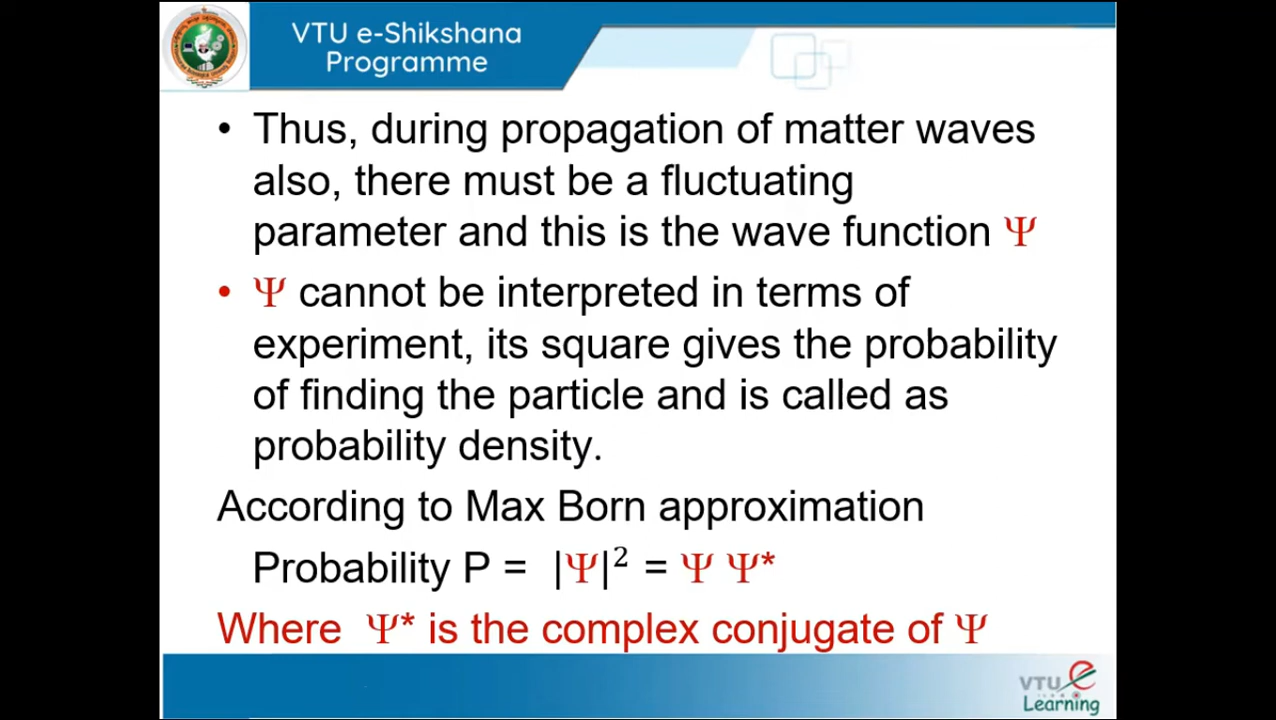 VTU e-Shikshana
Programme
• Thus, during propagation of matter waves
also, there must be a fluctuating
parameter and this is the wave function Ψ
• Ψ cannot be interpreted in terms of
experiment, its square gives the probability
of finding the particle and is called as
probability density.
According to Max Born approximation
Probability P = |Ψ|² = Ψ Ψ*
Where Ψ* is the complex conjugate of Ψ
VTU e
Learning